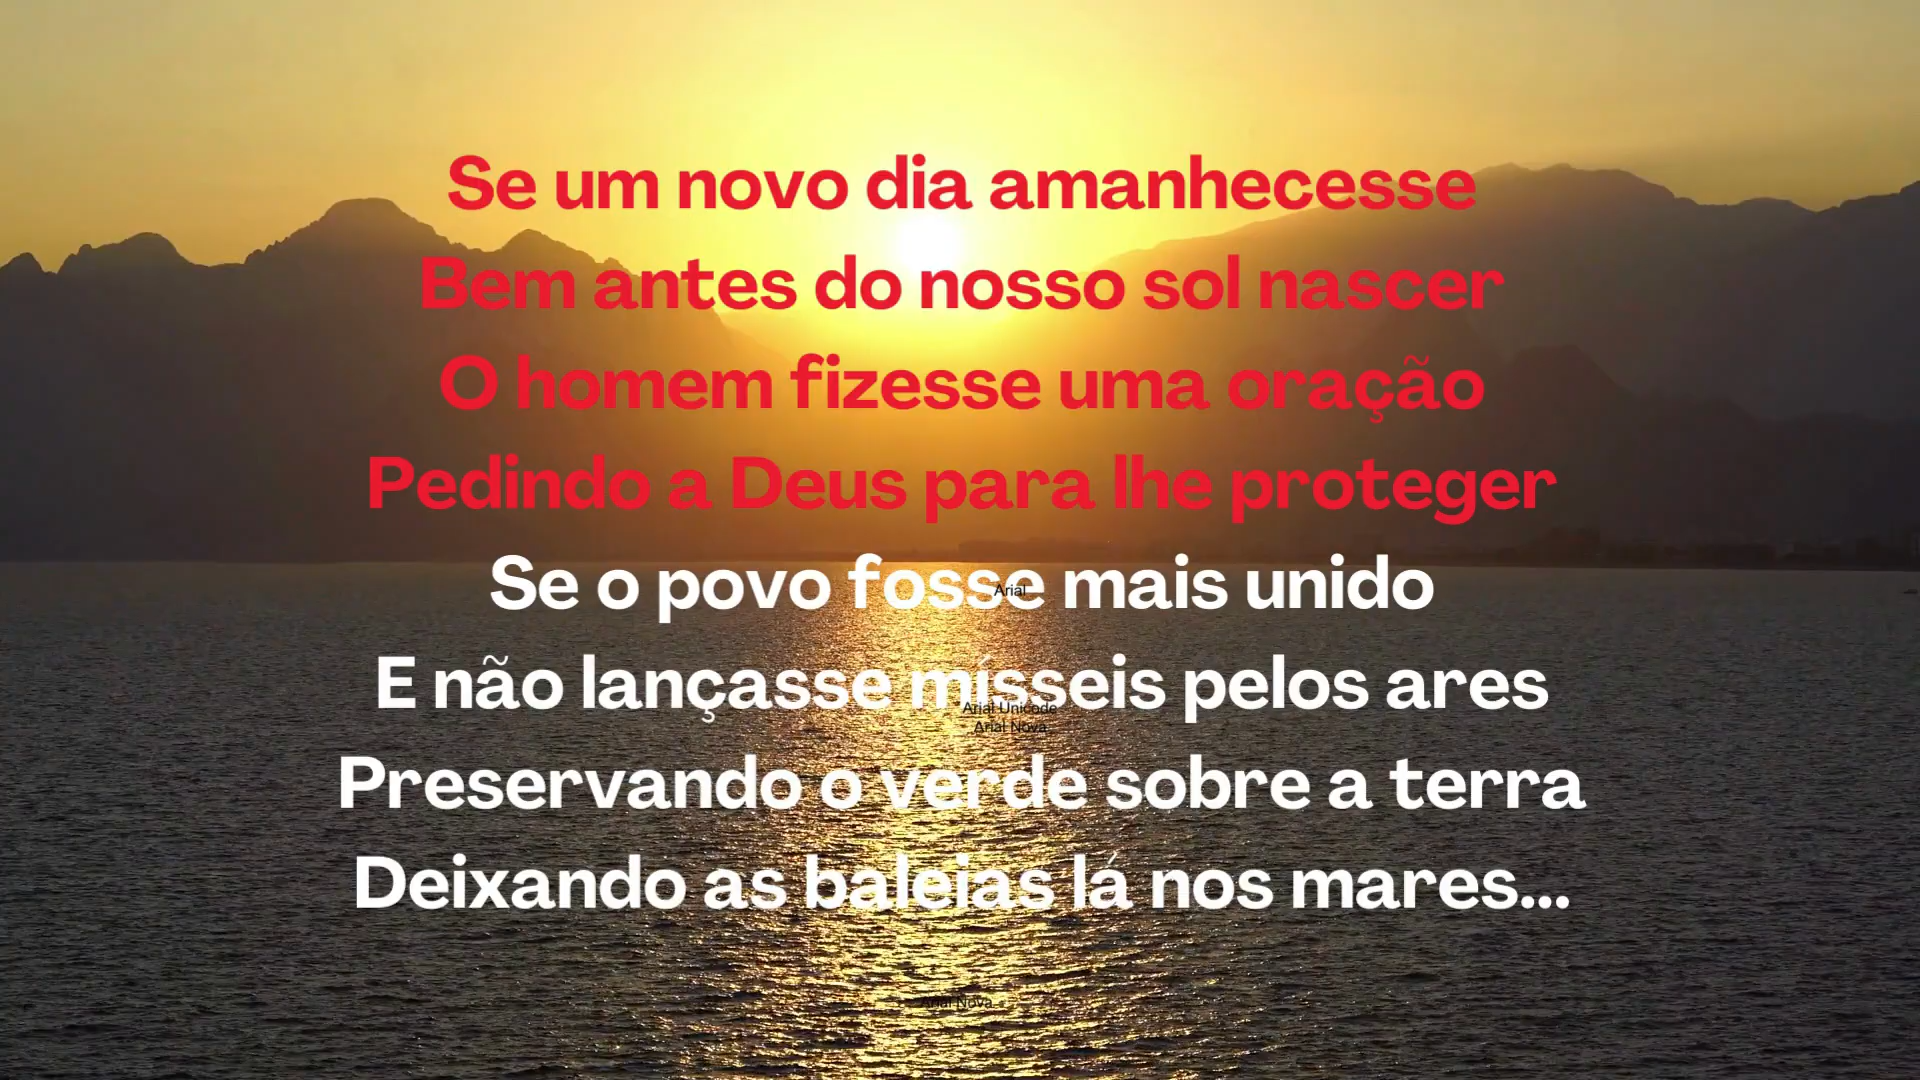 Se um novo dia amanhecesse
Bem antes do nosso sol nascer
O homem fizesse uma oração
Pedindo a Deus para lhe proteger
Se o povo fosse mais unido
Arial
E não lançasse mísseis pelos ares
Arial Unicode
Arial Nova
Preservando o verde sobre a terra
Deixando as baleias lá nos mares...
Arial Nova